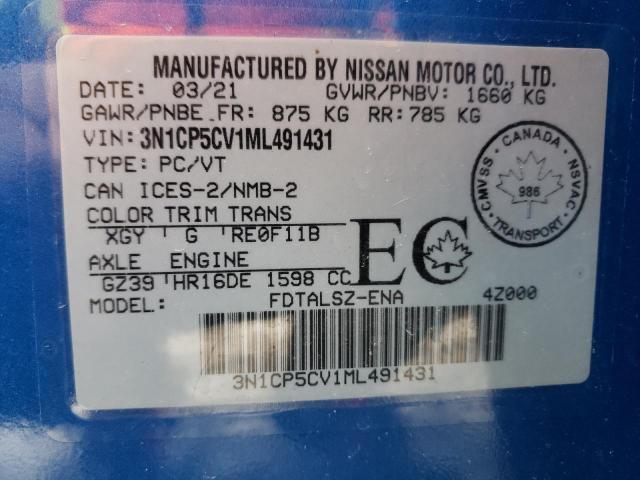 MANUFACTURED BY NISSAN MOTOR CO., LTD.
DATE: 03/21 GVWR/PNBV: 1660 KG
GAWR/PNBE FR: 875 KG RR: 785 KG
VIN: 3N1CP5CV1ML491431
TYPE: PC/VT
CAN ICES-2/NMB-2
COLOR TRIM TRANS
XGY G RE0F11B
AXLE ENGINE
GZ39 HR16DE 1598 CC
MODEL: FDTALSZ-ENA 4Z000
EC
CANADA
CMVSS 986 NSVAC
TRANSPORT
3N1CP5CV1ML491431